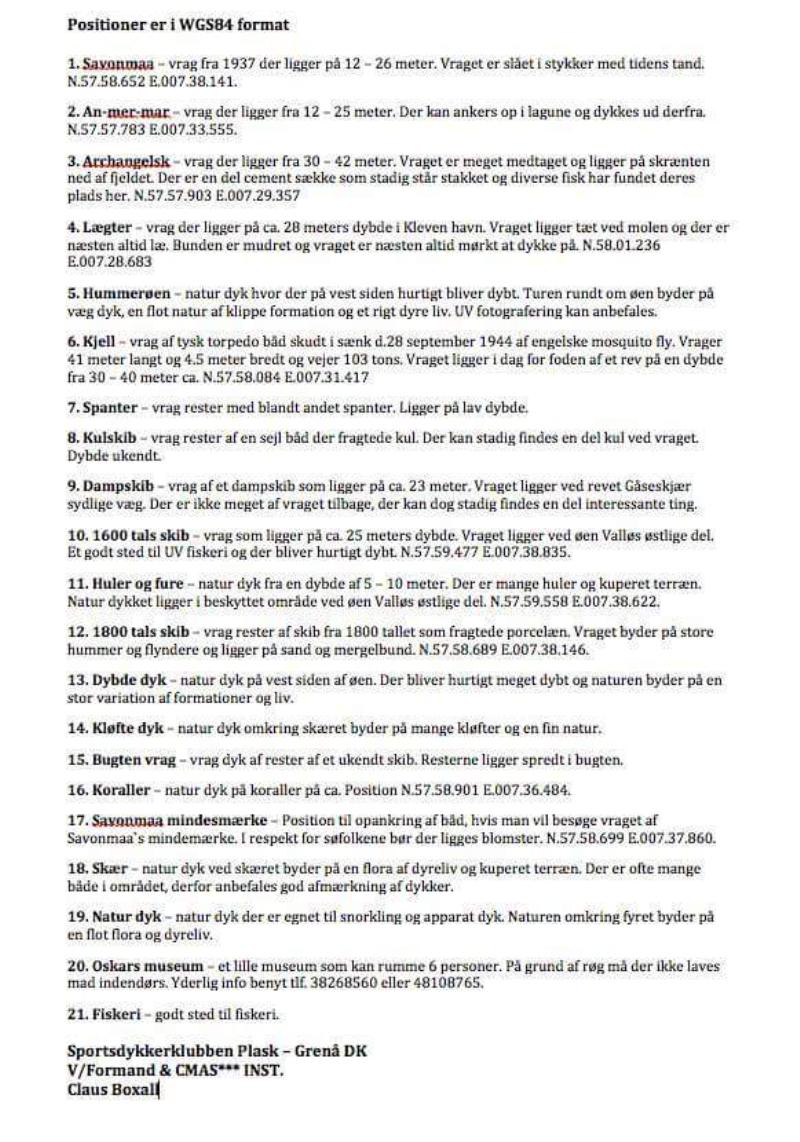 Positioner er i WGS84 format
1. Savonmaa – vrag fra 1937 der ligger på 12 – 26 meter. Vraget er slået i stykker med tidens tand.
N.57.58.652 E.007.38.141.
2. An-mer-mar – vrag der ligger fra 12 – 25 meter. Der kan ankers op i lagune og dykkes ud derfra.
N.57.57.783 E.007.33.555.
3. Archangelsk – vrag der ligger fra 30 – 42 meter. Vraget er meget medtaget og ligger på skrænten
ned af fjeldet. Der er en del cement sække som stadig står stakket og diverse fisk har fundet deres
plads her. N.57.57.903 E.007.29.357
4. Lægter – vrag der ligger på ca. 28 meters dybde i Kleven havn. Vraget ligger tæt ved molen og der er
næsten altid læ. Bunden er mudret og vraget er næsten altid mørkt at dykke på. N.58.01.236
E.007.28.683
5. Hummerøen – natur dyk hvor der på vest siden hurtigt bliver dybt. Turen rundt om øen byder på
væg dyk, en flot natur af klippe formation og et rigt dyre liv. UV fotografering kan anbefales.
6. Kjell – vrag af tysk torpedo båd skudt i sænk d.28 september 1944 af engelske mosquito fly. Vrager
41 meter langt og 4.5 meter bredt og vejer 103 tons. Vraget ligger i dag for foden af et rev på en dybde
fra 30 – 40 meter ca. N.57.58.084 E.007.31.417
7. Spanter – vrag rester med blandt andet spanter. Ligger på lav dybde.
8. Kulskib – vrag rester af en sejl båd der fragtede kul. Der kan stadig findes en del kul ved vraget.
Dybde ukendt.
9. Dampskib – vrag af et dampskib som ligger på ca. 23 meter. Vraget ligger ved revet Gåseskjær
sydlige væg. Der er ikke meget af vraget tilbage, der kan dog stadig findes en del interessante ting.
10. 1600 tals skib – vrag som ligger på ca. 25 meters dybde. Vraget ligger ved øen Valløs østlige del.
Et godt sted til UV fiskeri og der bliver hurtigt dybt. N.57.59.477 E.007.38.835.
11. Huler og fure – natur dyk fra en dybde af 5 – 10 meter. Der er mange huler og kuperet terræn.
Natur dykket ligger i beskyttet område ved øen Valløs østlige del. N.57.59.558 E.007.38.622.
12. 1800 tals skib – vrag rester af skib fra 1800 tallet som fragtede porcelæn. Vraget byder på store
hummer og flyndere og ligger på sand og mergelbund. N.57.58.689 E.007.38.146.
13. Dybde dyk – natur dyk på vest siden af øen. Der bliver hurtigt meget dybt og naturen byder på en
stor variation af formationer og liv.
14. Kløfte dyk – natur dyk omkring skæret byder på mange kløfter og en fin natur.
15. Bugten vrag – vrag dyk af rester af et ukendt skib. Resterne ligger spredt i bugten.
16. Koraller – natur dyk på koraller på ca. Position N.57.58.901 E.007.36.484.
17. Savonmaa mindesmærke – Position til opankring af båd, hvis man vil besøge vraget af
Savonmaa`s mindemærke. I respekt for søfolkene bør der ligges blomster. N.57.58.699 E.007.37.860.
18. Skær – natur dyk ved skæret byder på en flora af dyreliv og kuperet terræn. Der er ofte mange
både i området, derfor anbefales god afmærkning af dykker.
19. Natur dyk – natur dyk der er egnet til snorkling og apparat dyk. Naturen omkring fyret byder på
en flot flora og dyreliv.
20. Oskars museum – et lille museum som kan rumme 6 personer. På grund af røg må der ikke laves
mad indendørs. Yderlig info benyt tlf. 38268560 eller 48108765.
21. Fiskeri – godt sted til fiskeri.
Sportsdykkerklubben Plask – Grenå DK
V/Formand & CMAS*** INST.
Claus Boxall